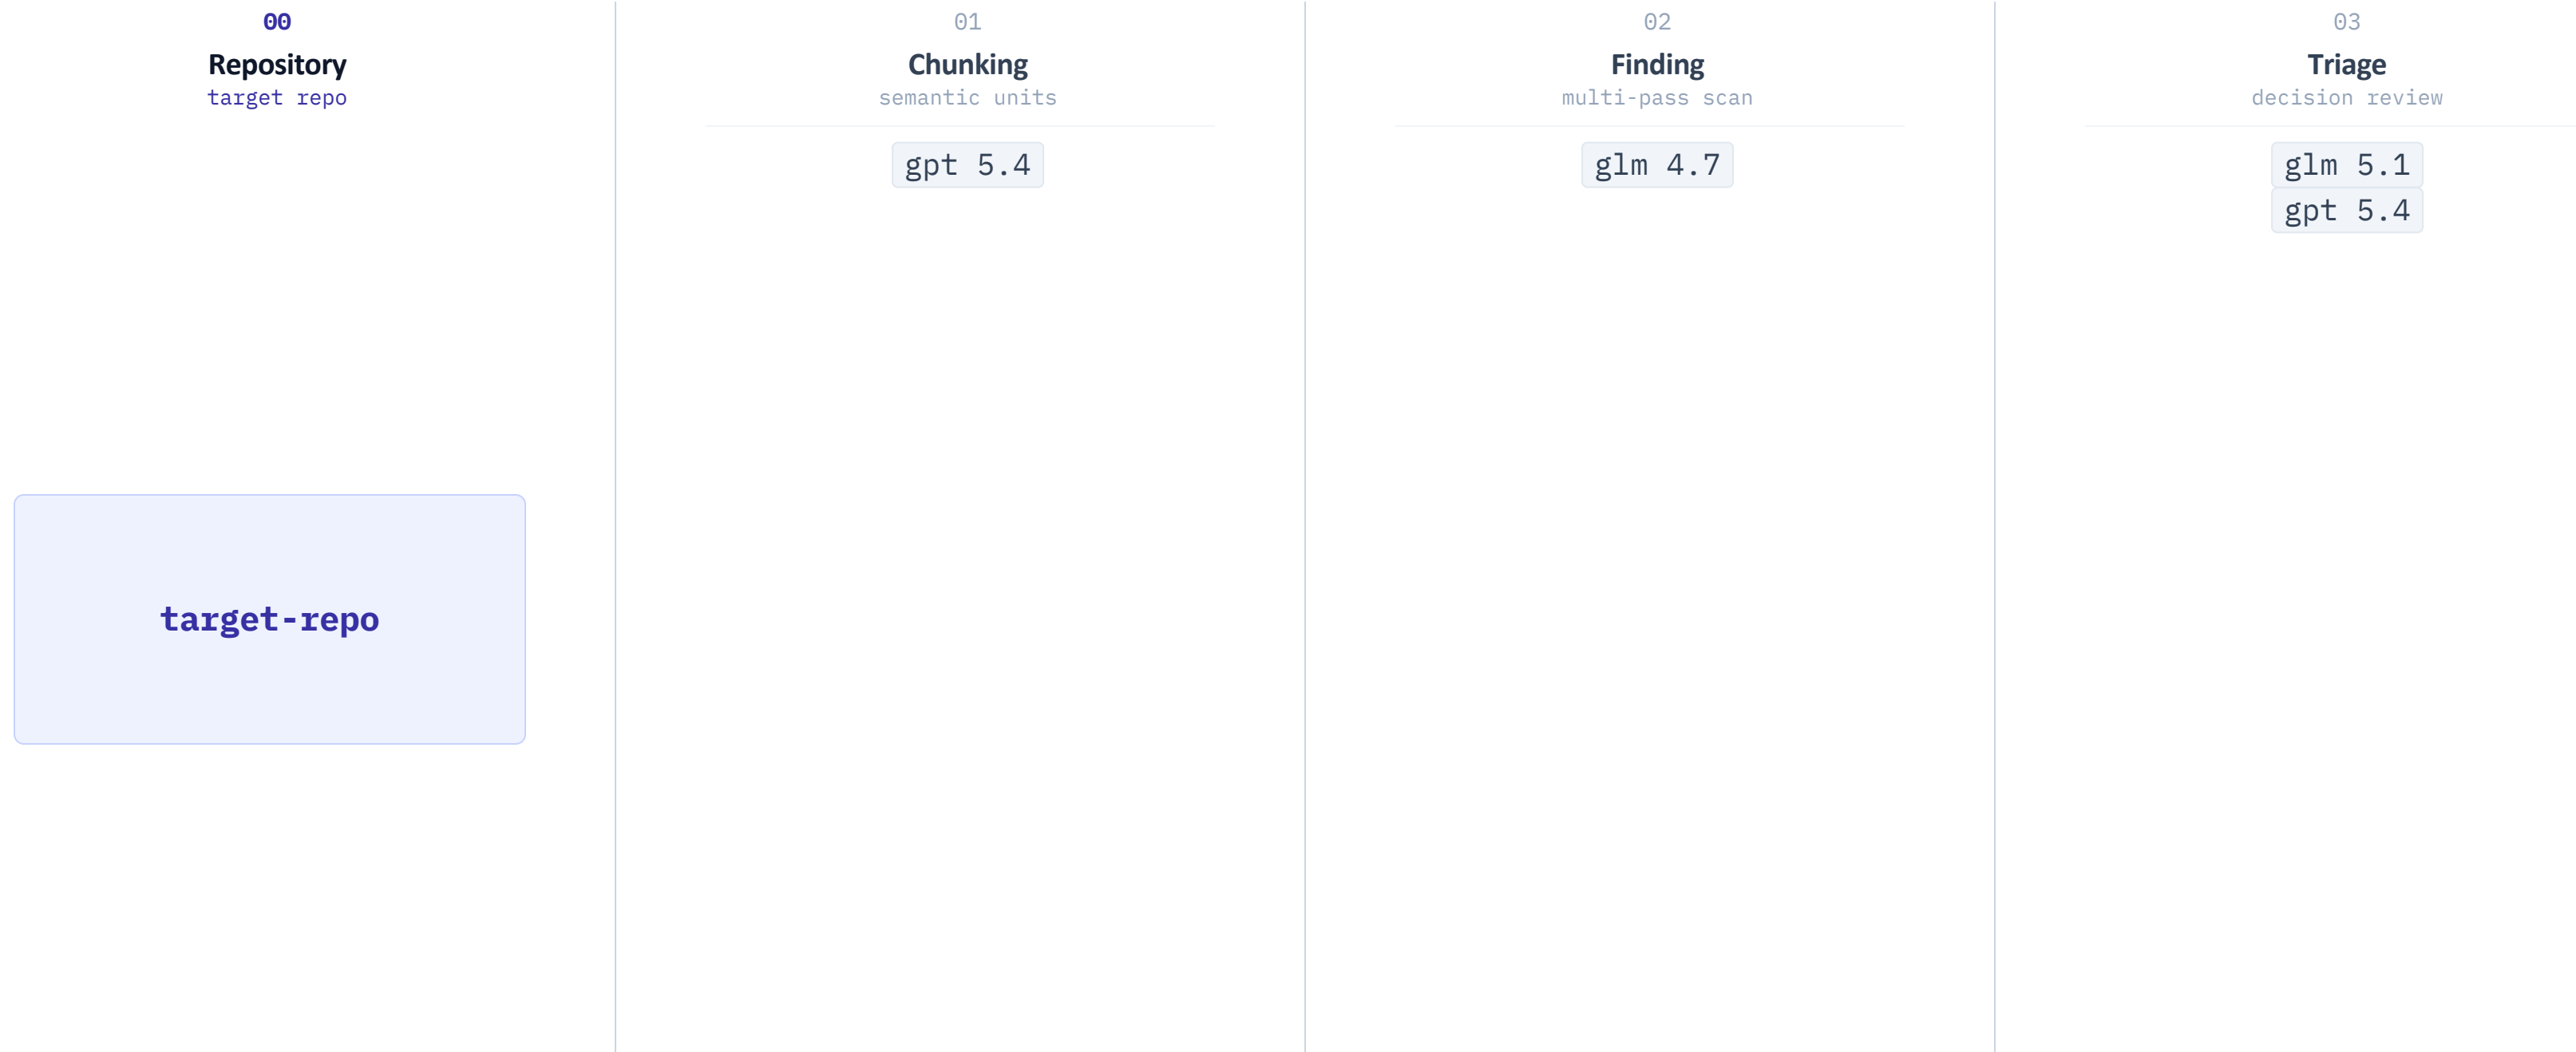 00
Repository
target repo
target-repo
01
Chunking
semantic units
gpt 5.4
02
Finding
multi-pass scan
glm 4.7
03
Triage
decision review
glm 5.1
gpt 5.4